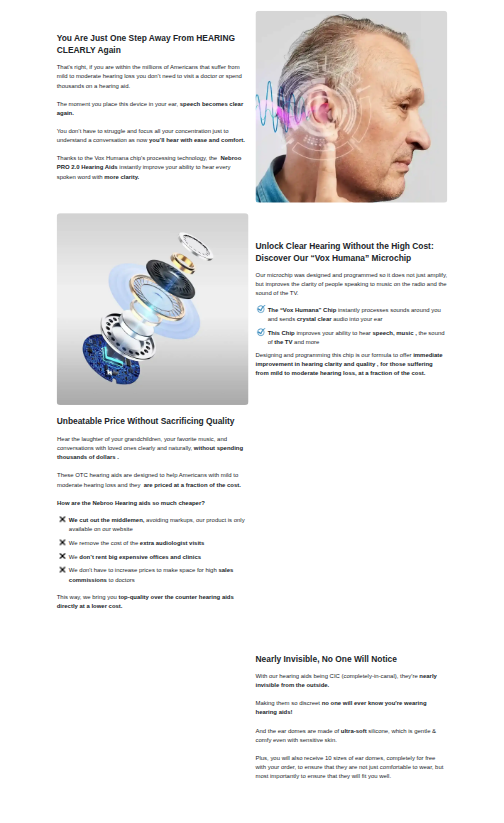 You Are Just One Step Away From HEARING
CLEARLY Again
That's right, if you are within the millions of Americans that suffer from
mild to moderate hearing loss you don't need to visit a doctor or spend
thousands on a hearing aid.
The moment you place this device in your ear, speech becomes clear
again.
You don't have to struggle and focus all your concentration just to
understand a conversation as now you'll hear with ease and comfort.
Thanks to the Vox Humana chip's processing technology, the Nebroo
PRO 2.0 Hearing Aids instantly improve your ability to hear every
spoken word with more clarity.
Unlock Clear Hearing Without the High Cost:
Discover Our “Vox Humana” Microchip
Our microchip was designed and programmed so it does not just amplify,
but improves the clarity of people speaking to music on the radio and the
sound of the TV.
The “Vox Humana” Chip instantly processes sounds around you
and sends crystal clear audio into your ear
This Chip improves your ability to hear speech, music , the sound
of the TV and more
Designing and programming this chip is our formula to offer immediate
improvement in hearing clarity and quality , for those suffering
from mild to moderate hearing loss, at a fraction of the cost.
Unbeatable Price Without Sacrificing Quality
Hear the laughter of your grandchildren, your favorite music, and
conversations with loved ones clearly and naturally, without spending
thousands of dollars .
These OTC hearing aids are designed to help Americans with mild to
moderate hearing loss and they are priced at a fraction of the cost.
How are the Nebroo Hearing aids so much cheaper?
We cut out the middlemen, avoiding markups, our product is only
available on our website
We remove the cost of the extra audiologist visits
We don't rent big expensive offices and clinics
We don't have to increase prices to make space for high sales
commissions to doctors
This way, we bring you top-quality over the counter hearing aids
directly at a lower cost.
Nearly Invisible, No One Will Notice
With our hearing aids being CIC (completely-in-canal), they're nearly
invisible from the outside.
Making them so discreet no one will ever know you're wearing
hearing aids!
And the ear domes are made of ultra-soft silicone, which is gentle &
comfy even with sensitive skin.
Plus, you will also receive 10 sizes of ear domes, completely for free
with your order, to ensure that they are not just comfortable to wear, but
most importantly to ensure that they will fit you well.